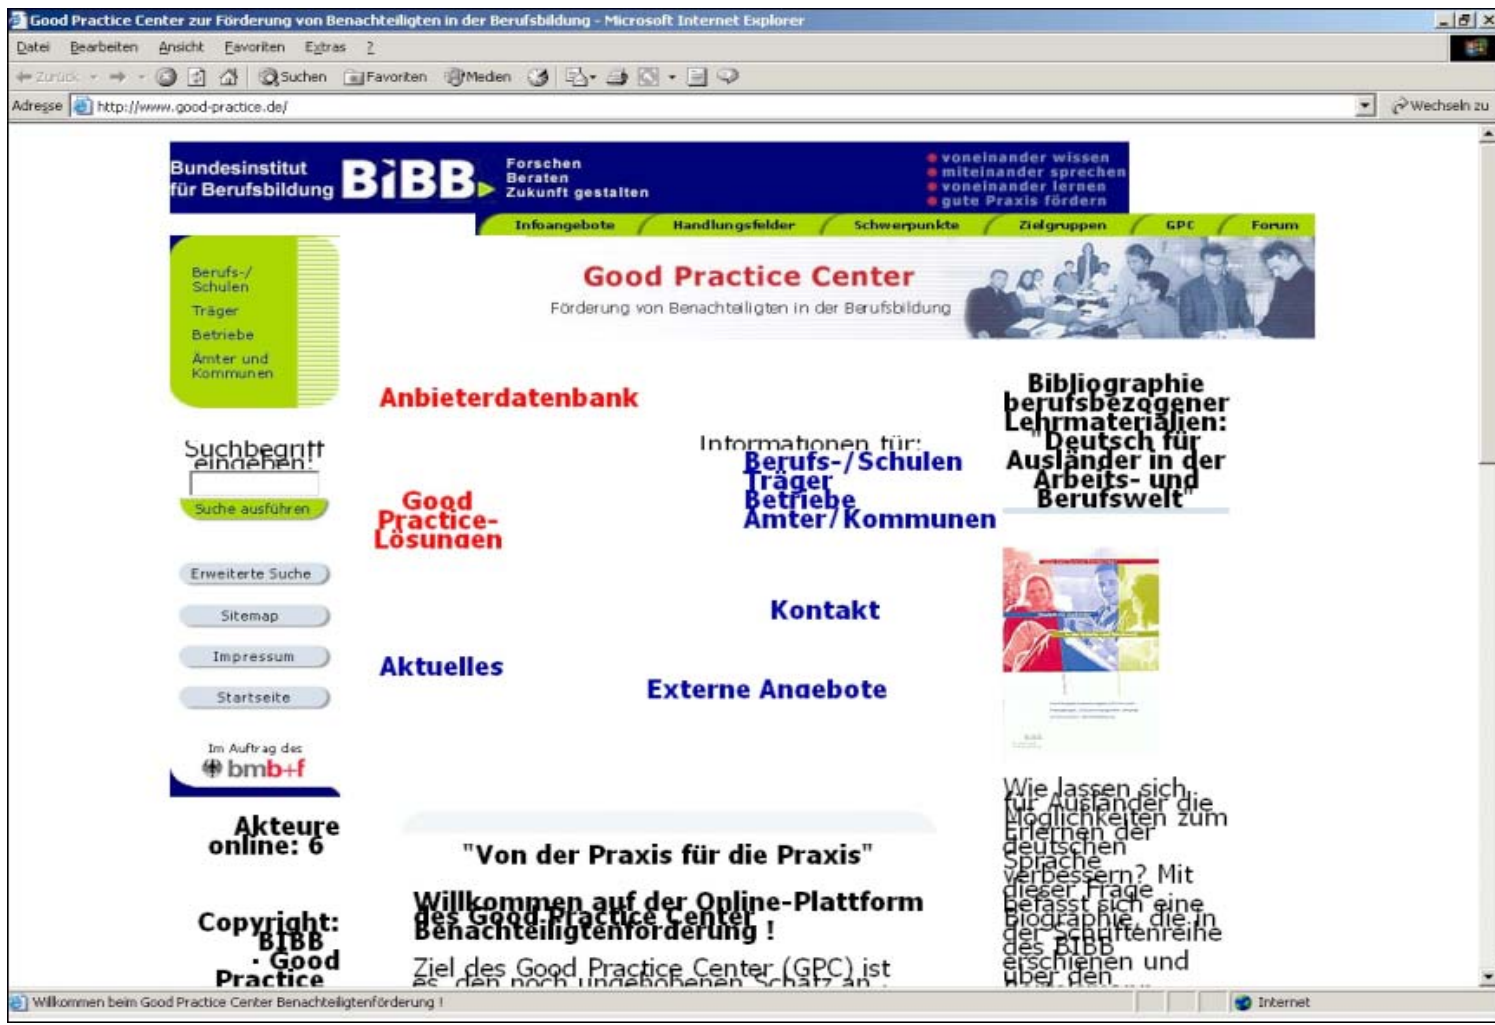 Good Practice Center zur Förderung von Benachteiligten in der Berufsbildung - Microsoft Internet Explorer
Datei Bearbeiten Ansicht Favoriten Extras ?
Zurück Suchen Favoriten Medien
Adresse http://www.good-practice.de/ Wechseln zu
Bundesinstitut
für Berufsbildung
BiBB
Forschen
Beraten
Zukunft gestalten
voneinander wissen
miteinander sprechen
voneinander lernen
gute Praxis fördern
Infoangebote Handlungsfelder Schwerpunkte Zielgruppen GPC Forum
Berufs-/
Schulen
Träger
Betriebe
Ämter und
Kommunen
Good Practice Center
Förderung von Benachteiligten in der Berufsbildung
Suchbegriff
eingeben:
Suche ausführen
Erweiterte Suche
Sitemap
Impressum
Startseite
Im Auftrag des
bmb+f
Akteure
online: 6
Copyright:
BIBB
· Good
Practice
Anbieterdatenbank
Good
Practice-
Lösungen
Aktuelles
Informationen für:
Berufs-/Schulen
Träger
Betriebe
Ämter/Kommunen
Kontakt
Externe Angebote
"Von der Praxis für die Praxis"
Willkommen auf der Online-Plattform
des Good Practice Center
Benachteiligtenförderung !
Ziel des Good Practice Center (GPC) ist
es, den noch ungehobenen Schatz an
Bibliographie
berufsbezogener
Lehrmaterialien:
"Deutsch für
Ausländer in der
Arbeits- und
Berufswelt"
BiBB
Wie lassen sich
für Ausländer die
Möglichkeiten zum
Erlernen der
deutschen
Sprache
verbessern? Mit
dieser Frage
befasst sich eine
Biographie, die in
der Schriftenreihe
des BIBB
erschienen und
über den
Willkommen beim Good Practice Center Benachteiligtenförderung !
Internet